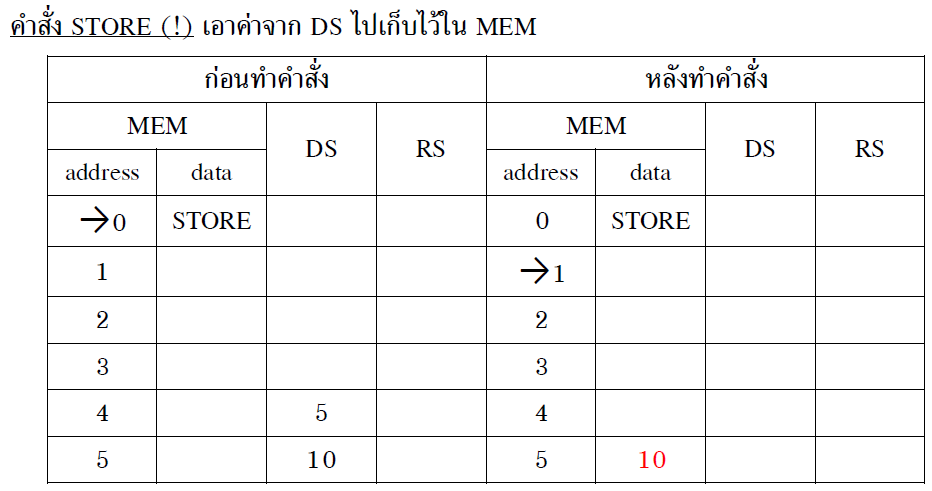 คำสั่ง STORE (!) เอาค่าจาก DS ไปเก็บไว้ใน MEM
ก่อนทำคำสั่ง หลังทำคำสั่ง
MEM DS RS MEM DS RS
address data address data
→0 STORE 0 STORE
1 →1
2 2
3 3
4 5 4
5 10 5 10